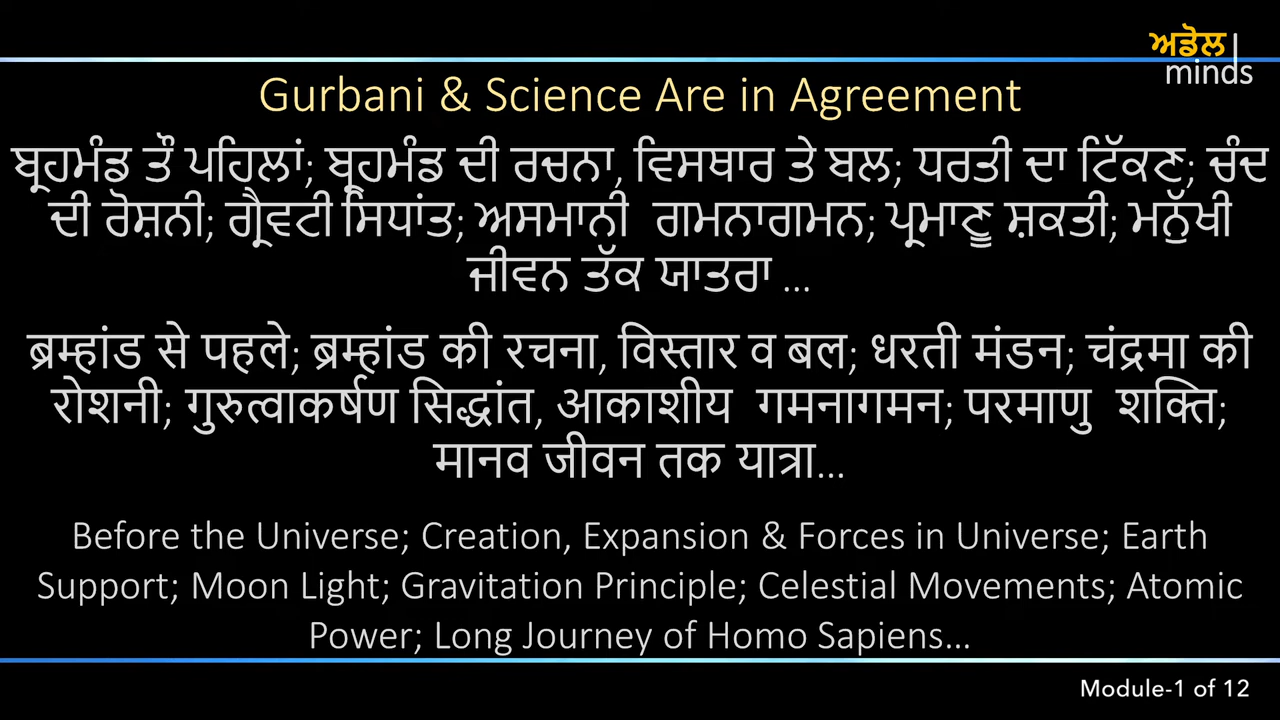 ਅਡੋਲ
minds
Gurbani & Science Are in Agreement
ਬ੍ਰਹਮੰਡ ਤੌ ਪਹਿਲਾਂ; ਬ੍ਰਹਮੰਡ ਦੀ ਰਚਨਾ, ਵਿਸਥਾਰ ਤੇ ਬਲ; ਧਰਤੀ ਦਾ ਟਿੱਕਣ; ਚੰਦ
ਦੀ ਰੋਸ਼ਨੀ; ਗ੍ਰੈਵਟੀ ਸਿਧਾਂਤ; ਅਸਮਾਨੀ ਗਮਨਾਗਮਨ; ਪ੍ਰਮਾਣੂ ਸ਼ਕਤੀ; ਮਨੁੱਖੀ
ਜੀਵਨ ਤੱਕ ਯਾਤਰਾ ...
ब्रम्हांड से पहले; ब्रम्हांड की रचना, विस्तार व बल; धरती मंडन; चंद्रमा की
रोशनी; गुरुत्वाकर्षण सिद्धांत, आकाशीय गमनागमन; परमाणु शक्ति;
मानव जीवन तक यात्रा...
Before the Universe; Creation, Expansion & Forces in Universe; Earth
Support; Moon Light; Gravitation Principle; Celestial Movements; Atomic
Power; Long Journey of Homo Sapiens...
Module-1 of 12